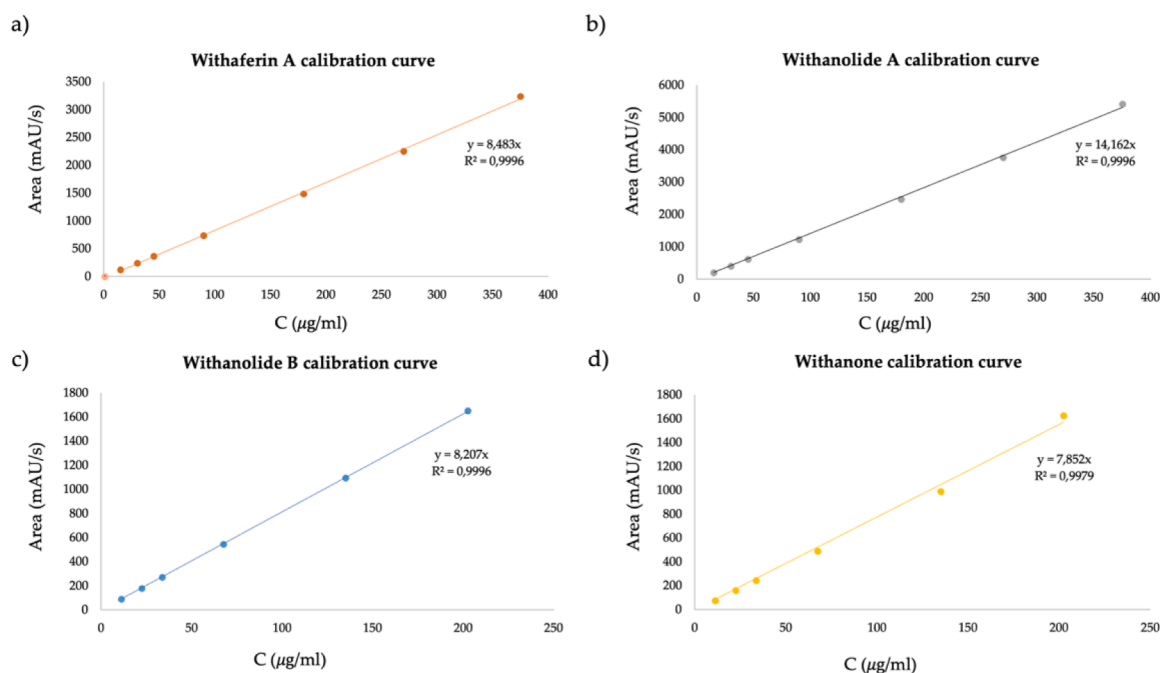 a)
Withaferin A calibration curve
3500
3000
2500
2000
1500
1000
500
0
Area (mAU/s)
y = 8,483x
R² = 0,9996
0 50 100 150 200 250 300 350 400
C (µg/ml)
b)
Withanolide A calibration curve
6000
5000
4000
3000
2000
1000
0
Area (mAU/s)
y = 14,162x
R² = 0,9996
0 50 100 150 200 250 300 350 400
C (µg/ml)
c)
Withanolide B calibration curve
1800
1600
1400
1200
1000
800
600
400
200
0
Area (mAU/s)
y = 8,207x
R² = 0,9996
0 50 100 150 200 250
C (µg/ml)
d)
Withanone calibration curve
1800
1600
1400
1200
1000
800
600
400
200
0
Area (mAU/s)
y = 7,852x
R² = 0,9979
0 50 100 150 200 250
C (µg/ml)